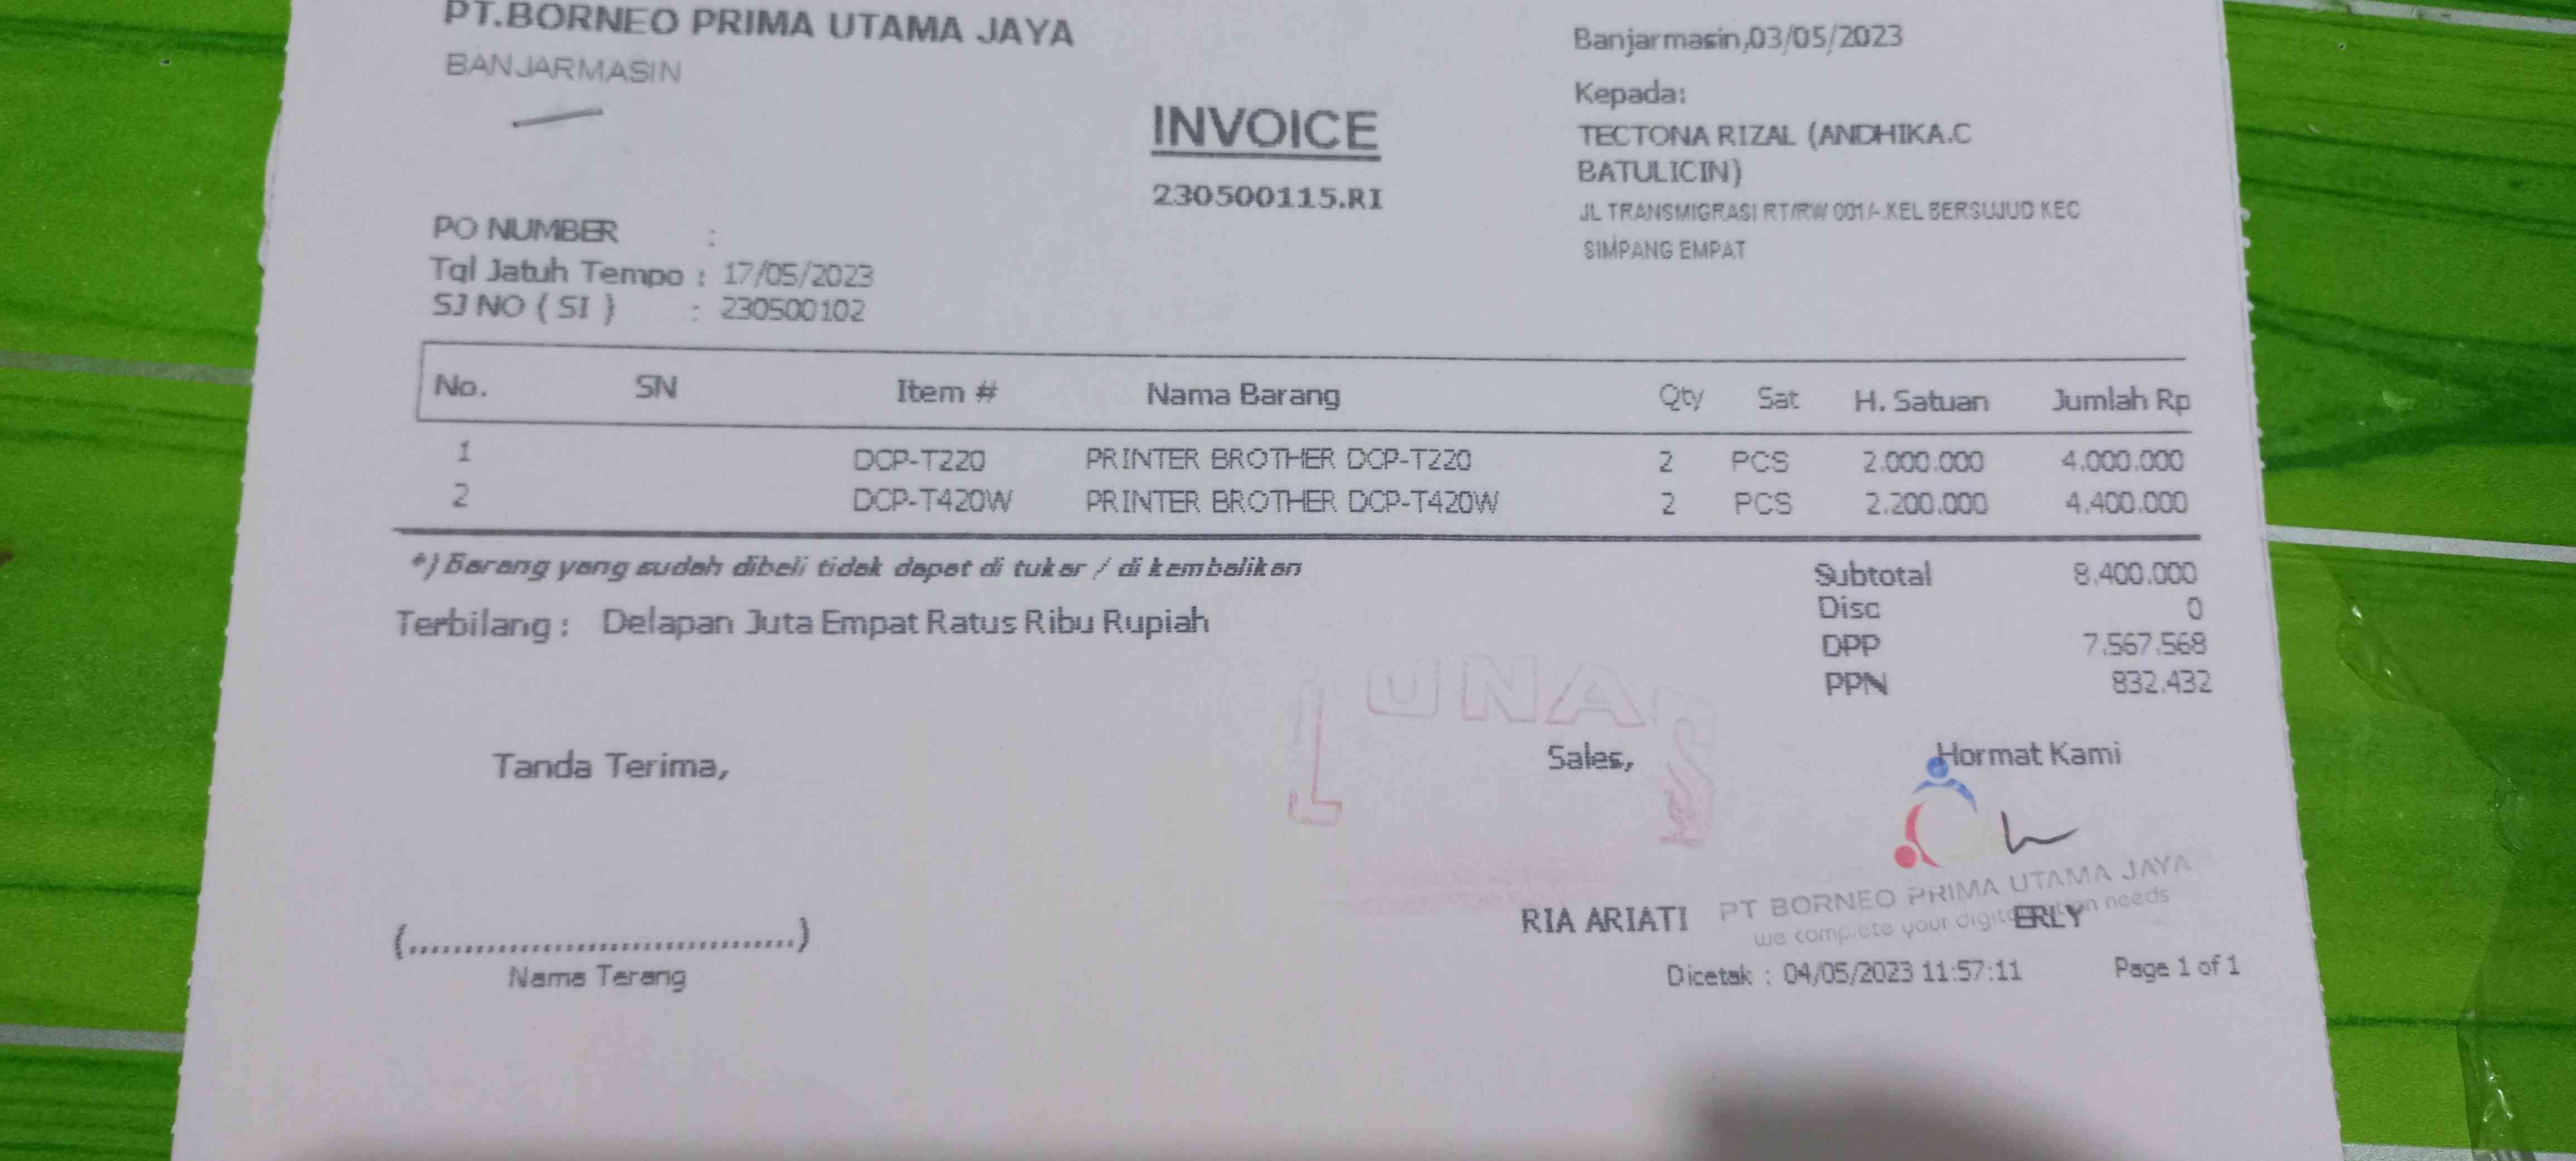 PT.BORNEO PRIMA UTAMA JAYA
BANJARMASIN
Banjarmasin,03/05/2023
Kepada:
TECTONA RIZAL (ANDHIKA.C
BATULICIN)
JL TRANSMIGRASI RT/RW 001/-.KEL BERSUJUD KEC
SIMPANG EMPAT
INVOICE
230500115.RI
PO NUMBER :
Tgl Jatuh Tempo : 17/05/2023
SJ NO ( SI ) : 230500102
No. SN Item # Nama Barang Qty Sat H. Satuan Jumlah Rp
1 DCP-T220 PRINTER BROTHER DCP-T220 2 PCS 2.000.000 4.000.000
2 DCP-T420W PRINTER BROTHER DCP-T420W 2 PCS 2.200.000 4.400.000
*) Barang yang sudah dibeli tidak dapat di tukar / di kembalikan
Terbilang : Delapan Juta Empat Ratus Ribu Rupiah
Subtotal 8.400.000
Disc 0
DPP 7.567.568
PPN 832.432
LUNAS
Tanda Terima,
Sales,
Hormat Kami
PT BORNEO PRIMA UTAMA JAYA
we complete your needs
(....................................)
Nama Terang
RIA ARIATI
ERLY
Dicetak : 04/05/2023 11:57:11 Page 1 of 1